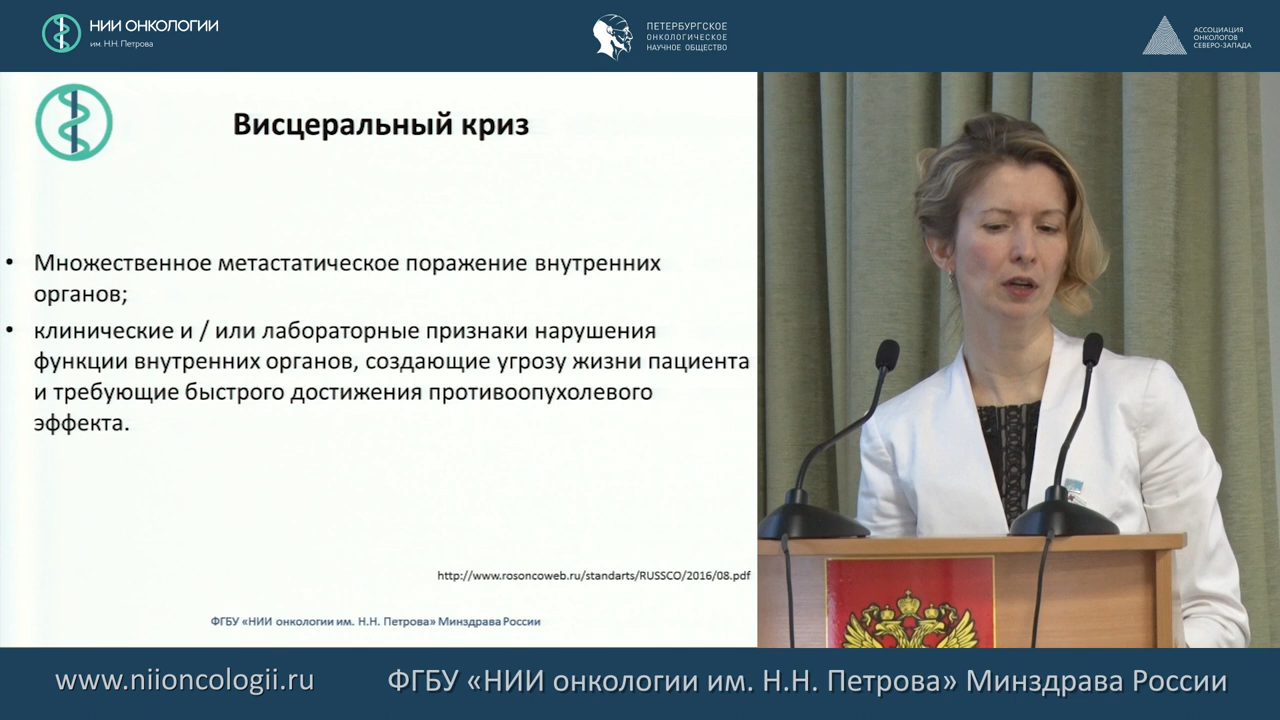 НИИ ОНКОЛОГИИ
им. Н.Н. Петрова
ПЕТЕРБУРГСКОЕ
ОНКОЛОГИЧЕСКОЕ
НАУЧНОЕ ОБЩЕСТВО
АССОЦИАЦИЯ
ОНКОЛОГОВ
СЕВЕРО-ЗАПАДА
Висцеральный криз
• Множественное метастатическое поражение внутренних
органов;
• клинические и / или лабораторные признаки нарушения
функции внутренних органов, создающие угрозу жизни пациента
и требующие быстрого достижения противоопухолевого
эффекта.
http://www.rosoncoweb.ru/standarts/RUSSCO/2016/08.pdf
ФГБУ «НИИ онкологии им. Н.Н. Петрова» Минздрава России
www.niioncologii.ru
ФГБУ «НИИ онкологии им. Н.Н. Петрова» Минздрава России